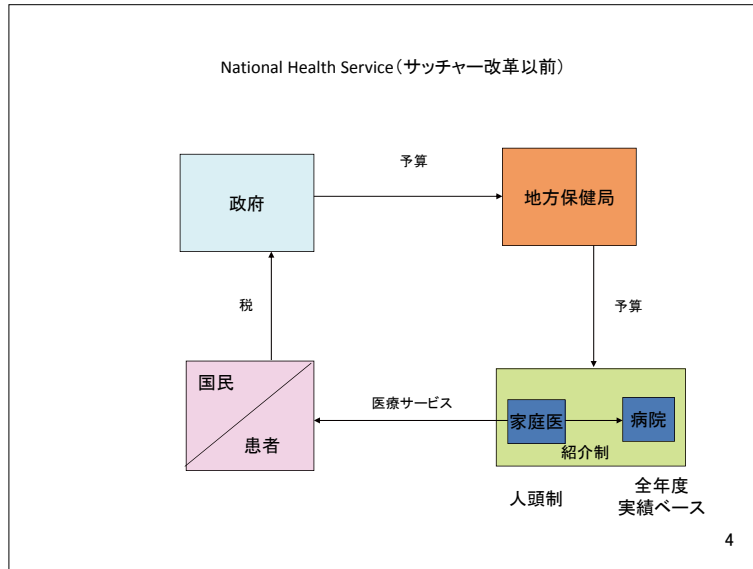 National Health Service(サッチャー改革以前)
予算
政府
地方保健局
税
予算
国民
患者
医療サービス
家庭医
病院
紹介制
人頭制
全年度
実績ベース
4